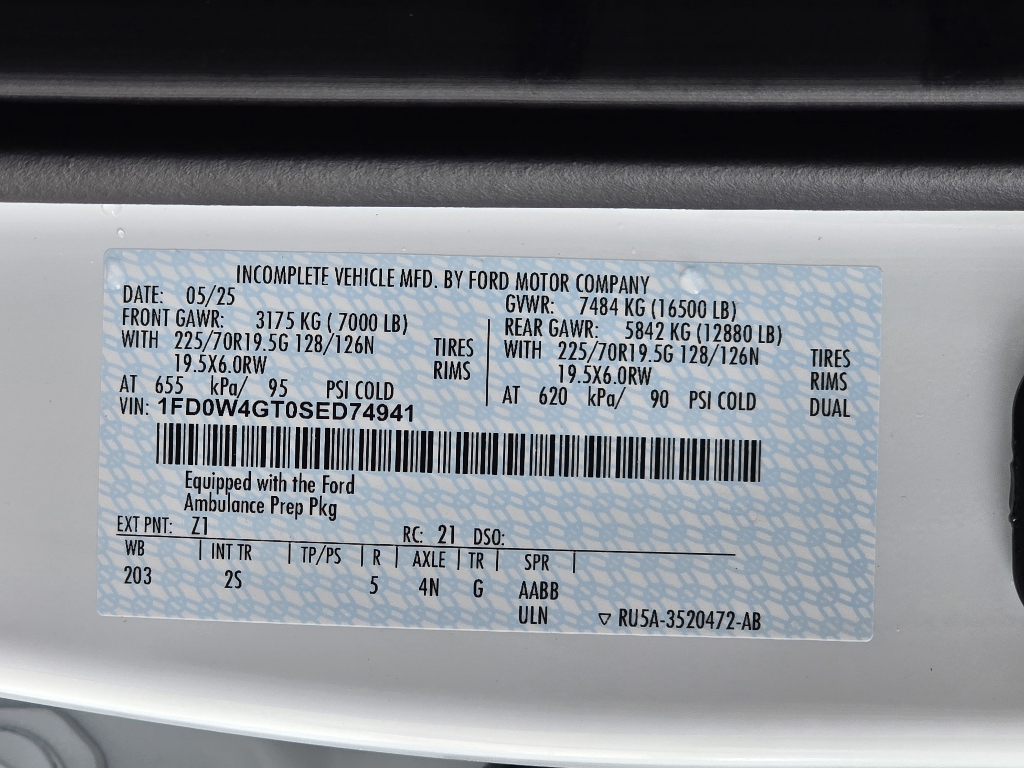 INCOMPLETE VEHICLE MFD. BY FORD MOTOR COMPANY
DATE: 05/25 GVWR: 7484 KG (16500 LB)
FRONT GAWR: 3175 KG ( 7000 LB) REAR GAWR: 5842 KG (12880 LB)
WITH 225/70R19.5G 128/126N TIRES WITH 225/70R19.5G 128/126N TIRES
19.5X6.0RW RIMS 19.5X6.0RW RIMS
AT 655 kPa/ 95 PSI COLD AT 620 kPa/ 90 PSI COLD DUAL
VIN: 1FD0W4GT0SED74941
Equipped with the Ford
Ambulance Prep Pkg
EXT PNT: Z1 RC: 21 DSO:
WB | INT TR | TP/PS | R | AXLE | TR | SPR |
203 2S 5 4N G AABB
ULN ▽ RU5A-3520472-AB